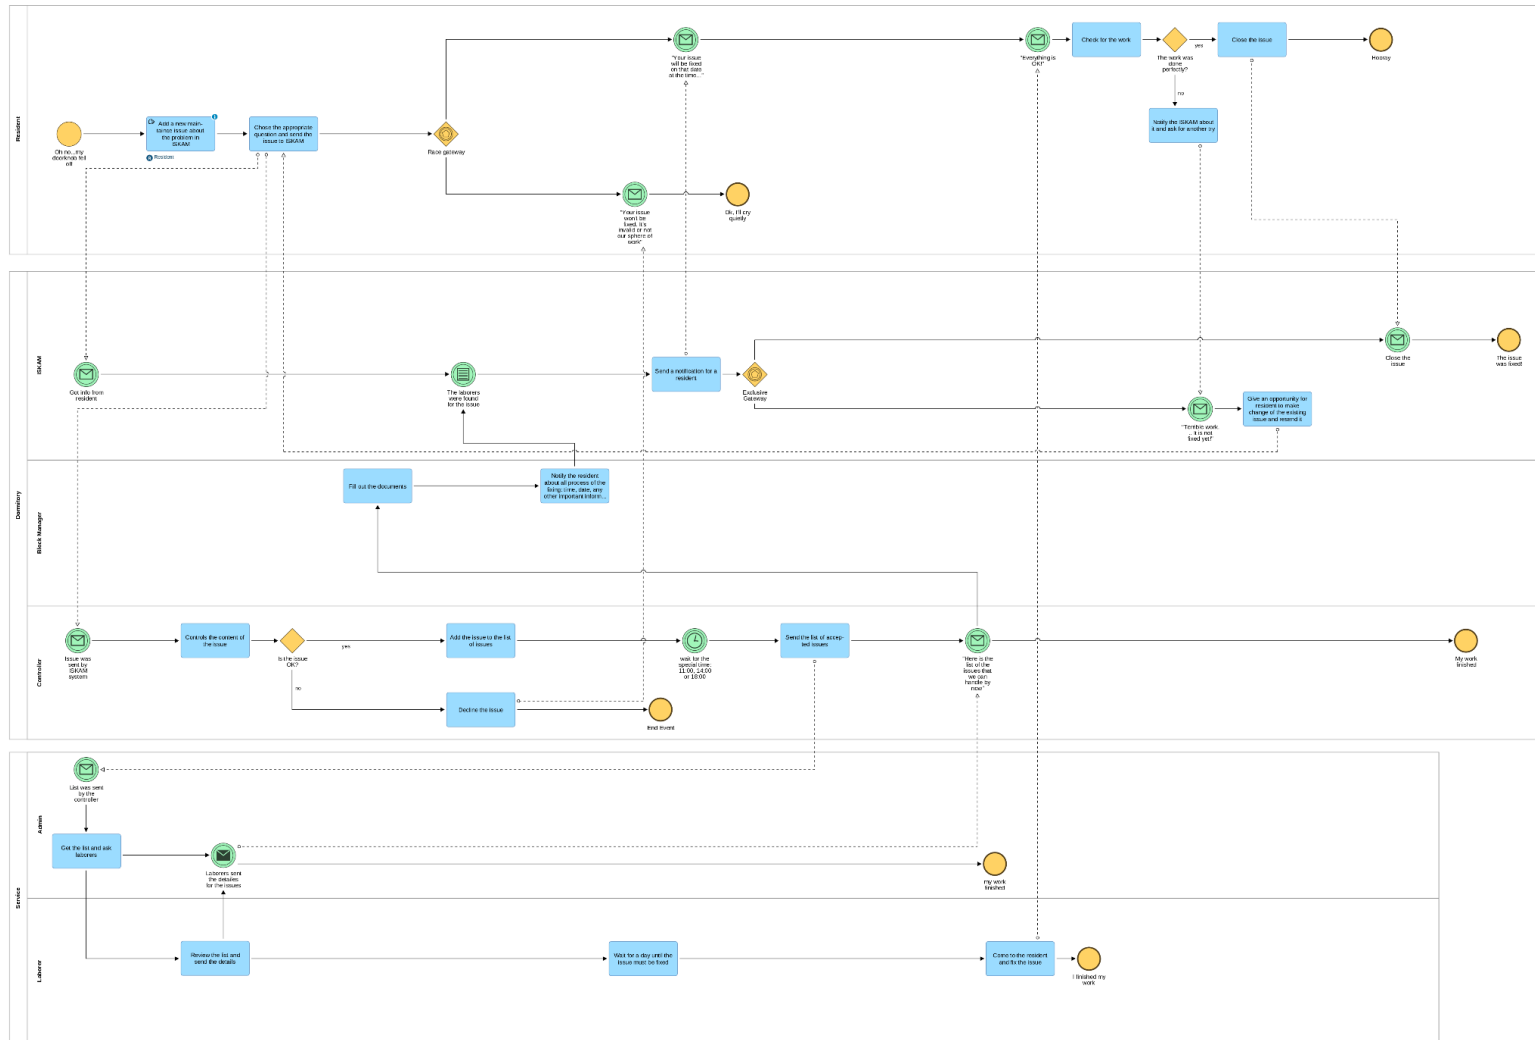 Resident
Oh no...my
doorknob fell
off
Add a new main-
tainse issue about
the problem in
ISKAM
Resident
Chose the appropriate
question and send the
issue to ISKAM
Race gateway
"Your issue
will be fixed
on that date
at the time..."
"Your issue
won't be
fixed. It's
invalid or not
our sphere of
work"
Ok, I'll cry
quietly
"Everything is
OK!"
Check for the work
The work was
done
perfectly?
yes
no
Close the issue
Hooray
Notify the ISKAM about
it and ask for another try
Dormitory
ISKAM
Got info from
resident
The laborers
were found
for the issue
Send a notification for a
resident
Exclusive
Gateway
Close the
issue
The issue
was fixed!
"Terrible work
... it is not
fixed yet!"
Give an opportunity for
resident to make
change of the existing
issue and resend it
Block Manager
Fill out the documents
Notify the resident
about all process of the
fixing: time, date, any
other important inform...
Controller
Issue was
sent by
ISKAM
system
Controls the content of
the issue
Is the issue
OK?
yes
no
Add the issue to the list
of issues
wait for the
special time:
11:00, 14:00
or 18:00
Send the list of accep-
ted issues
"Here is the
list of the
issues that
we can
handle by
now"
My work
finished
Decline the issue
End Event
Service
Admin
List was sent
by the
controller
Get the list and ask
laborers
Laborers sent
the detailes
for the issues
my work
finished
Laborer
Review the list and
send the details
Wait for a day until the
issue must be fixed
Come to the resident
and fix the issue
I finished my
work